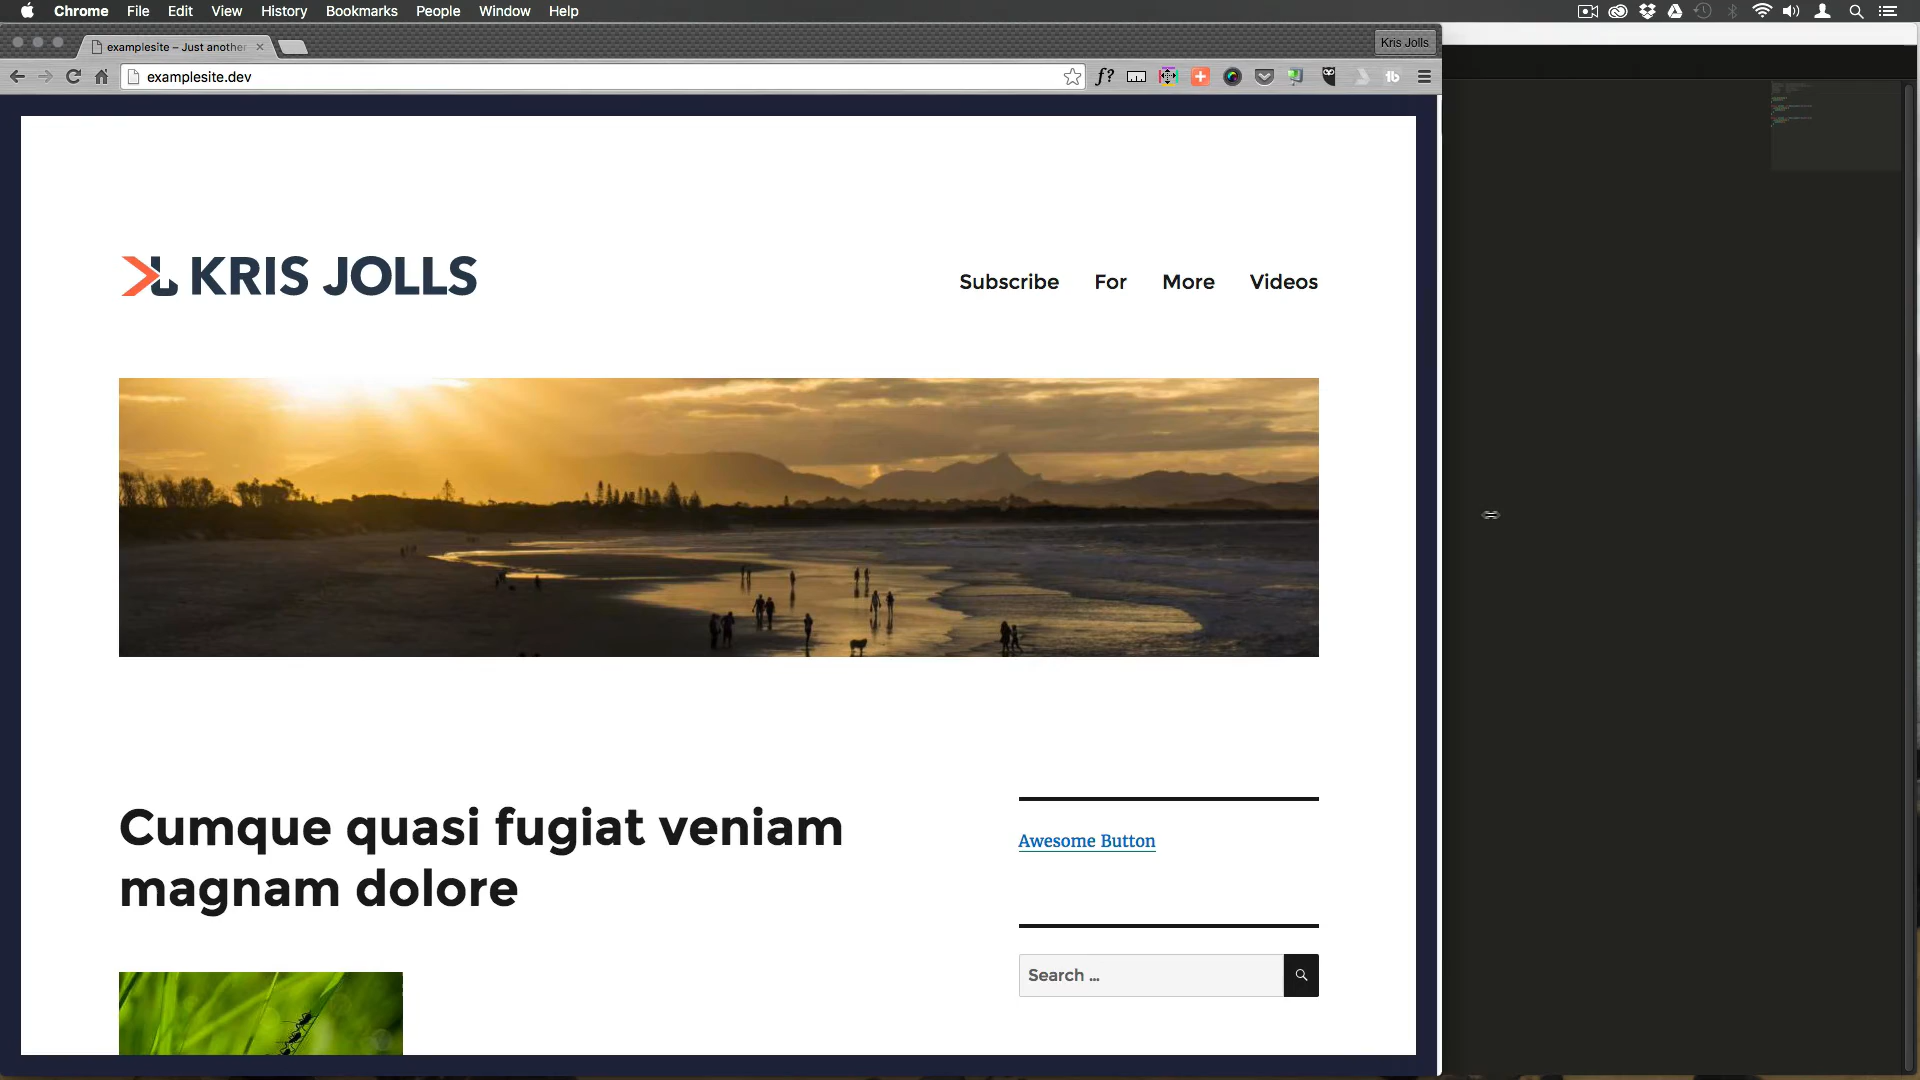 Chrome File Edit View History Bookmarks People Window Help
examplesite – Just another
Kris Jolls
examplesite.dev
f?
tb
KRIS JOLLS
Subscribe For More Videos
Cumque quasi fugiat veniam
magnam dolore
Awesome Button
Search ...